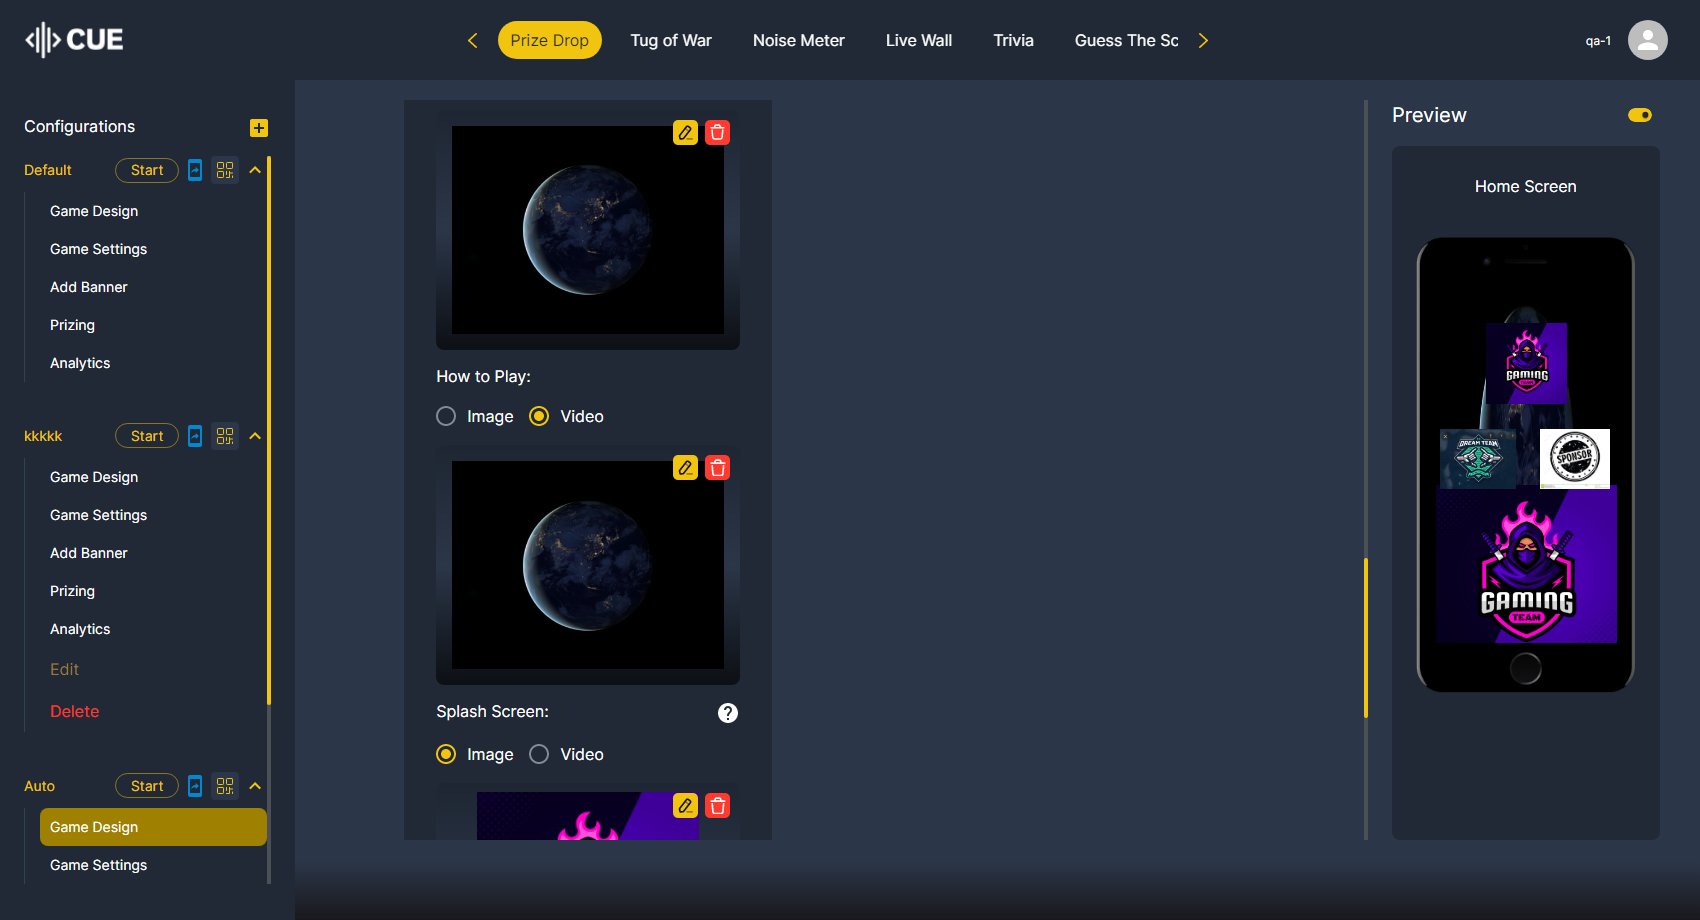 CUE
Prize Drop
Tug of War
Noise Meter
Live Wall
Trivia
Guess The Sc
qa-1
Configurations
Default
Start
Game Design
Game Settings
Add Banner
Prizing
Analytics
kkkkk
Start
Game Design
Game Settings
Add Banner
Prizing
Analytics
Edit
Delete
Auto
Start
Game Design
Game Settings
How to Play:
Image
Video
Splash Screen:
?
Image
Video
Preview
Home Screen
GAMING
TEAM
DREAM TEAM
SPONSOR
GAMING
TEAM